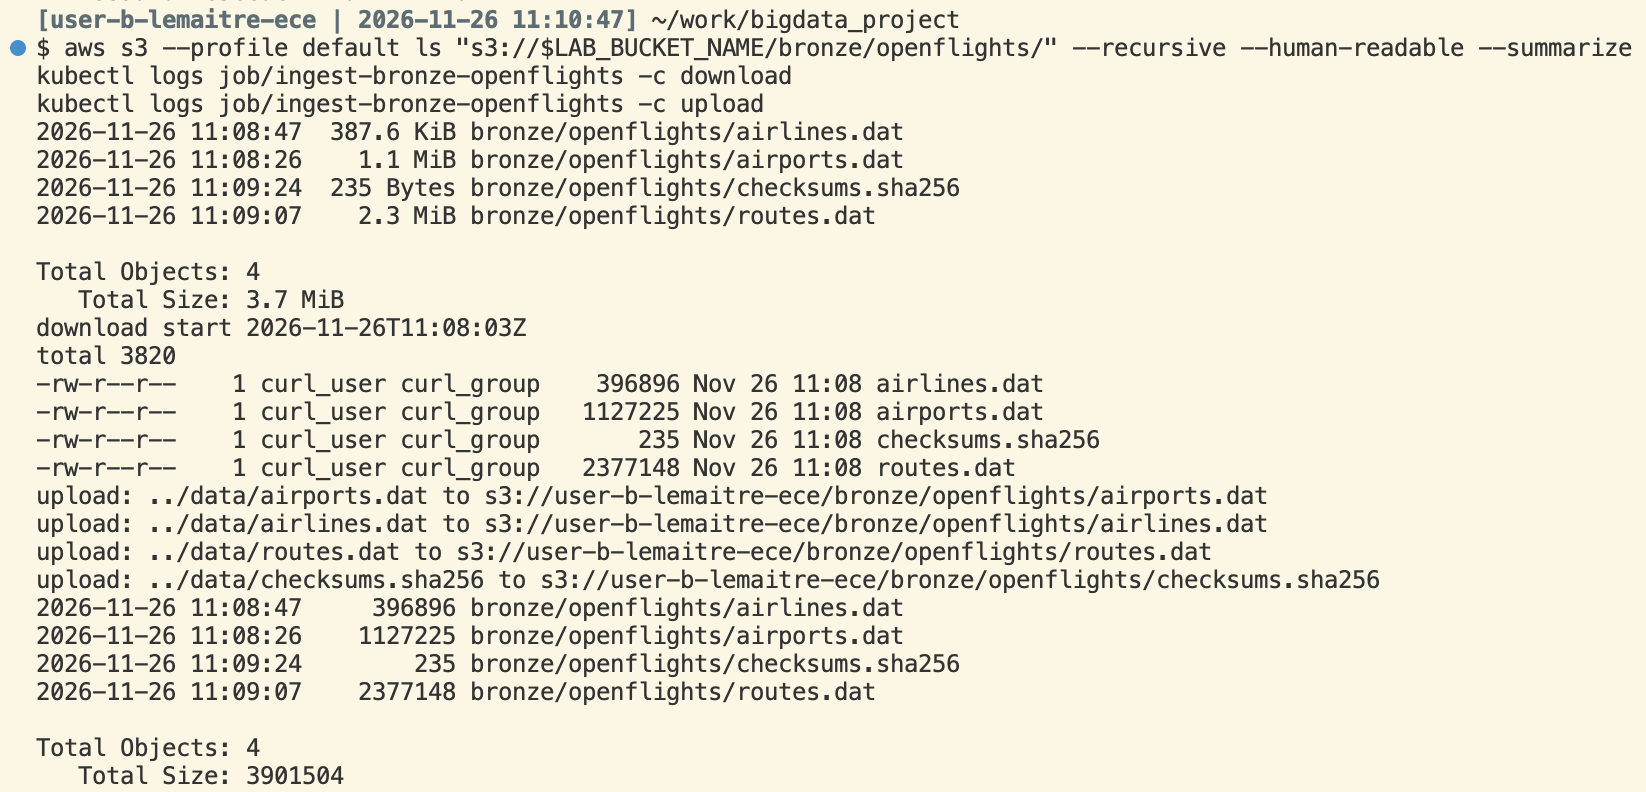 [user-b-lemaitre-ece | 2026-11-26 11:10:47] ~/work/bigdata_project
$ aws s3 --profile default ls "s3://$LAB_BUCKET_NAME/bronze/openflights/" --recursive --human-readable --summarize
kubectl logs job/ingest-bronze-openflights -c download
kubectl logs job/ingest-bronze-openflights -c upload
2026-11-26 11:08:47  387.6 KiB bronze/openflights/airlines.dat
2026-11-26 11:08:26    1.1 MiB bronze/openflights/airports.dat
2026-11-26 11:09:24  235 Bytes bronze/openflights/checksums.sha256
2026-11-26 11:09:07    2.3 MiB bronze/openflights/routes.dat

Total Objects: 4
   Total Size: 3.7 MiB
download start 2026-11-26T11:08:03Z
total 3820
-rw-r--r--    1 curl_user curl_group    396896 Nov 26 11:08 airlines.dat
-rw-r--r--    1 curl_user curl_group   1127225 Nov 26 11:08 airports.dat
-rw-r--r--    1 curl_user curl_group       235 Nov 26 11:08 checksums.sha256
-rw-r--r--    1 curl_user curl_group   2377148 Nov 26 11:08 routes.dat
upload: ../data/airports.dat to s3://user-b-lemaitre-ece/bronze/openflights/airports.dat
upload: ../data/airlines.dat to s3://user-b-lemaitre-ece/bronze/openflights/airlines.dat
upload: ../data/routes.dat to s3://user-b-lemaitre-ece/bronze/openflights/routes.dat
upload: ../data/checksums.sha256 to s3://user-b-lemaitre-ece/bronze/openflights/checksums.sha256
2026-11-26 11:08:47     396896 bronze/openflights/airlines.dat
2026-11-26 11:08:26    1127225 bronze/openflights/airports.dat
2026-11-26 11:09:24        235 bronze/openflights/checksums.sha256
2026-11-26 11:09:07    2377148 bronze/openflights/routes.dat

Total Objects: 4
   Total Size: 3901504